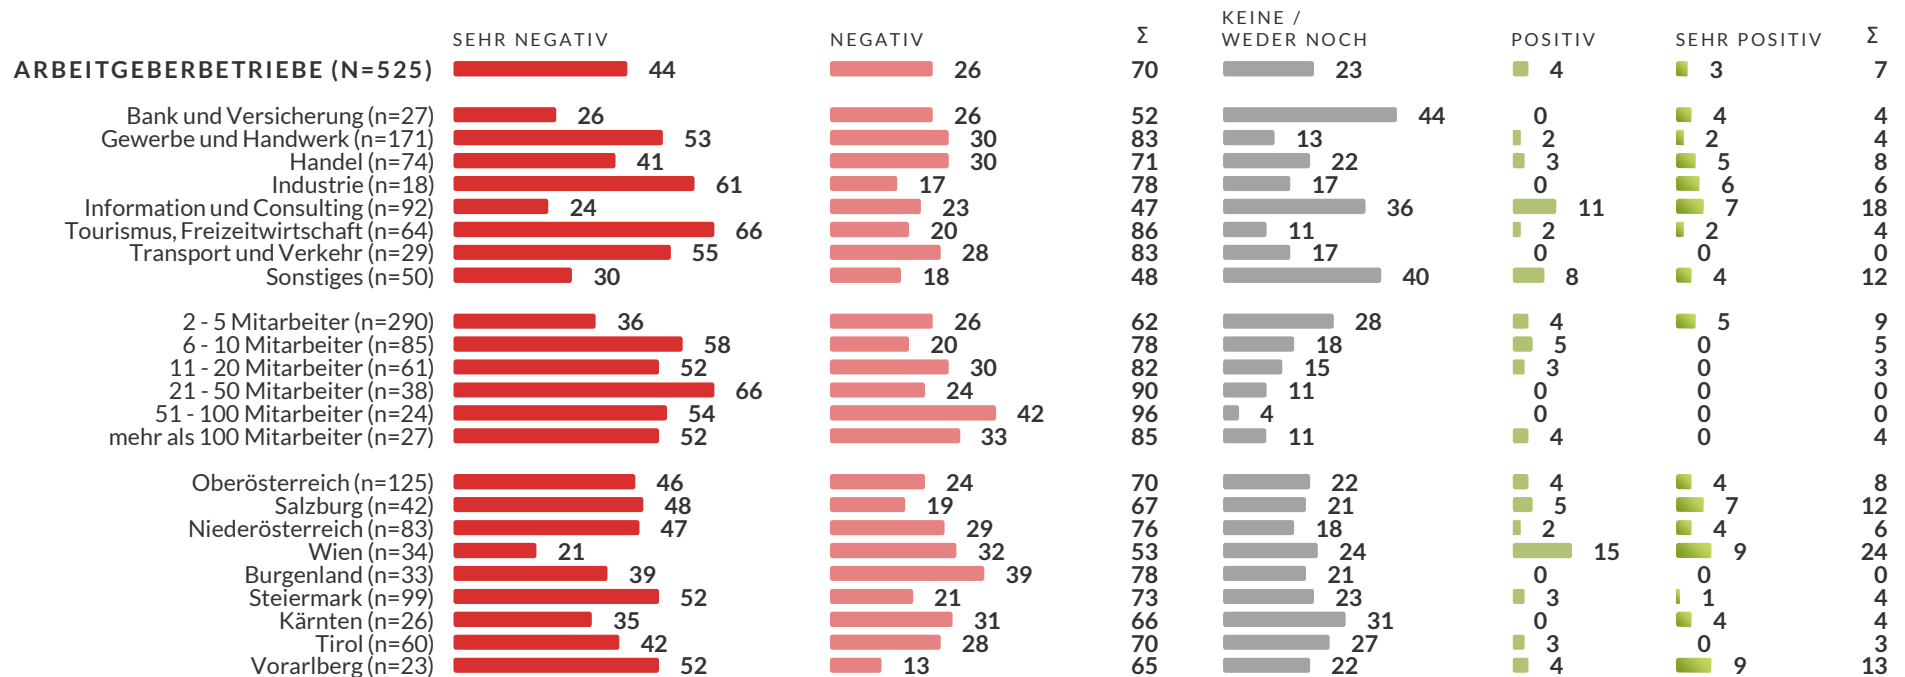 SEHR NEGATIV NEGATIV Σ KEINE / WEDER NOCH POSITIV SEHR POSITIV Σ
ARBEITGEBERBETRIEBE (N=525) 44 26 70 23 4 3 7
Bank und Versicherung (n=27) 26 26 52 44 0 4 4
Gewerbe und Handwerk (n=171) 53 30 83 13 2 2 4
Handel (n=74) 41 30 71 22 3 5 8
Industrie (n=18) 61 17 78 17 0 6 6
Information und Consulting (n=92) 24 23 47 36 11 7 18
Tourismus, Freizeitwirtschaft (n=64) 66 20 86 11 2 2 4
Transport und Verkehr (n=29) 55 28 83 17 0 0 0
Sonstiges (n=50) 30 18 48 40 8 4 12
2 - 5 Mitarbeiter (n=290) 36 26 62 28 4 5 9
6 - 10 Mitarbeiter (n=85) 58 20 78 18 5 0 5
11 - 20 Mitarbeiter (n=61) 52 30 82 15 3 0 3
21 - 50 Mitarbeiter (n=38) 66 24 90 11 0 0 0
51 - 100 Mitarbeiter (n=24) 54 42 96 4 0 0 0
mehr als 100 Mitarbeiter (n=27) 52 33 85 11 4 0 4
Oberösterreich (n=125) 46 24 70 22 4 4 8
Salzburg (n=42) 48 19 67 21 5 7 12
Niederösterreich (n=83) 47 29 76 18 2 4 6
Wien (n=34) 21 32 53 24 15 9 24
Burgenland (n=33) 39 39 78 21 0 0 0
Steiermark (n=99) 52 21 73 23 3 1 4
Kärnten (n=26) 35 31 66 31 0 4 4
Tirol (n=60) 42 28 70 27 3 0 3
Vorarlberg (n=23) 52 13 65 22 4 9 13